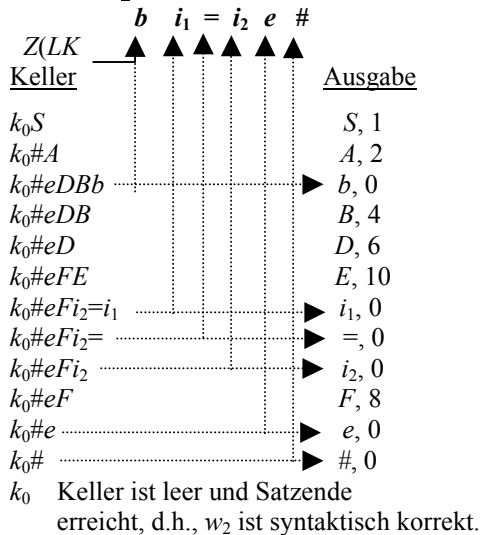 b i₁ = i₂ e #
Z(LK
Keller Ausgabe
k₀S S, 1
k₀#A A, 2
k₀#eDBb b, 0
k₀#eDB B, 4
k₀#eD D, 6
k₀#eFE E, 10
k₀#eFi₂=i₁ i₁, 0
k₀#eFi₂= =, 0
k₀#eFi₂ i₂, 0
k₀#eF F, 8
k₀#e e, 0
k₀# #, 0
k₀ Keller ist leer und Satzende
erreicht, d.h., w₂ ist syntaktisch korrekt.